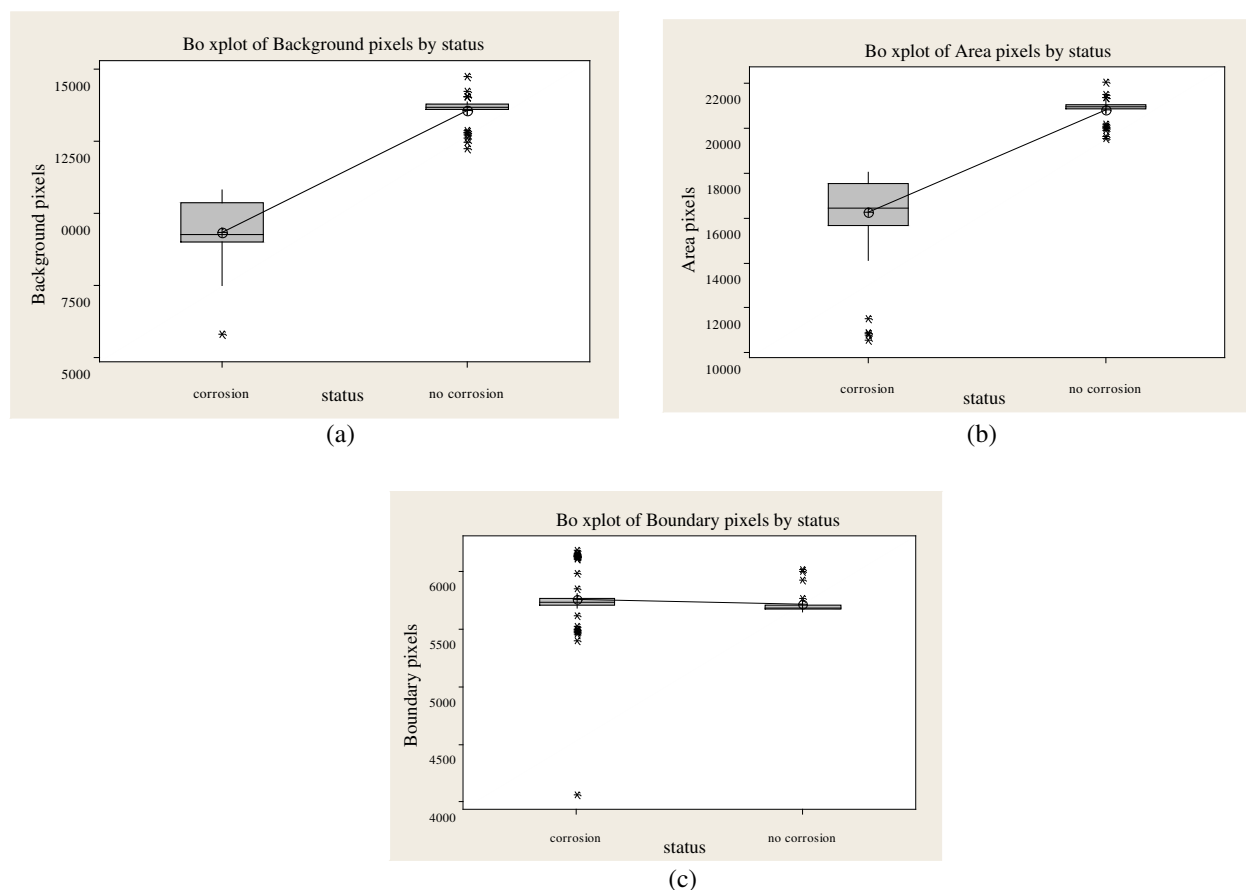 Bo xplot of Background pixels by status
15000
12500
0000
7500
5000
Background pixels
corrosion
no corrosion
status
(a)
Bo xplot of Area pixels by status
22000
20000
18000
16000
14000
12000
10000
Area pixels
corrosion
no corrosion
status
(b)
Bo xplot of Boundary pixels by status
6000
5500
5000
4500
4000
Boundary pixels
corrosion
no corrosion
status
(c)